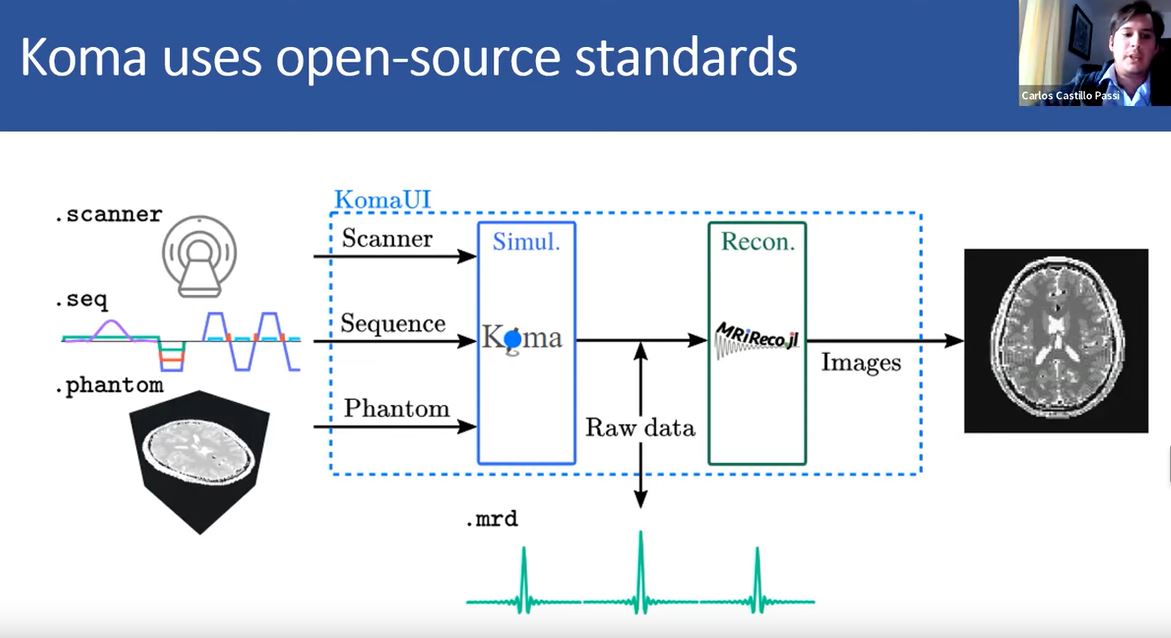 Koma uses open-source standards
Carlos Castillo Passi
.scanner
KomaUI
Scanner
Simul.
Recon.
.seq
Sequence
Koma
MRiReco.jl
Images
.phantom
Phantom
Raw data
.mrd